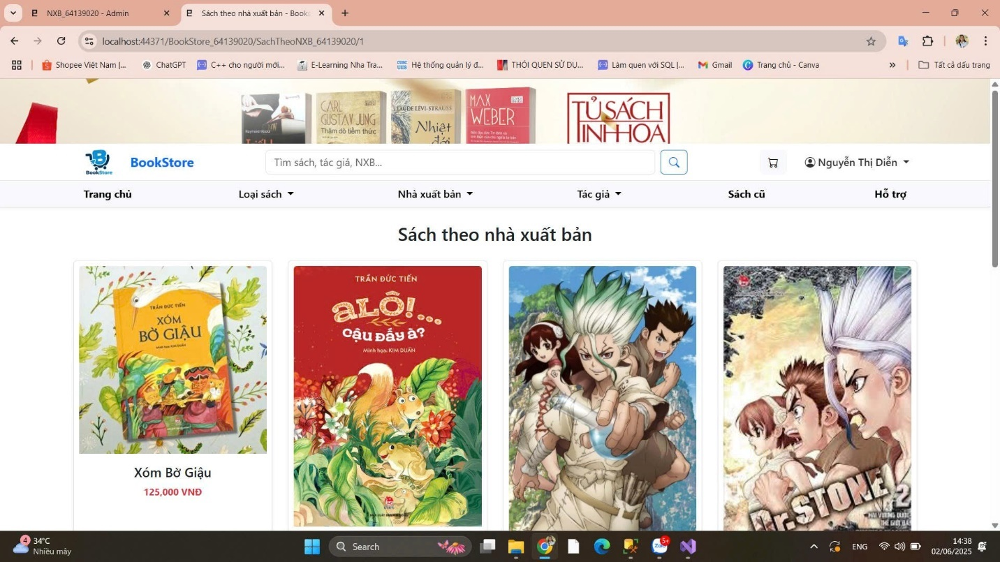 NXB_64139020 - Admin
Sách theo nhà xuất bản - Book
localhost:44371/BookStore_64139020/SachTheoNXB_64139020/1
Shopee Việt Nam |...
ChatGPT
C++ cho người mới...
E-Learning Nha Tra...
Hệ thống quản lý đ...
THÓI QUEN SỬ DỤ...
Làm quen với SQL |...
Gmail
Trang chủ - Canva
»
Tất cả dấu trang
CARL
GUSTAV JUNG
Thăm dò tiềm thức
CLAUDE LÉVI-STRAUSS
Nhiệt
đới
MAX
WEBER
TỦ SÁCH
TINH HOA
BookStore
BookStore
Tìm sách, tác giả, NXB...
Nguyễn Thị Diễn
Trang chủ
Loại sách
Nhà xuất bản
Tác giả
Sách cũ
Hỗ trợ
Sách theo nhà xuất bản
TRẦN ĐỨC TIẾN
XÓM
BỜ GIẬU
Minh họa: KIM DUẨN
Xóm Bờ Giậu
125,000 VNĐ
TRẦN ĐỨC TIẾN
aLÔ!...
cậu đấy à?
Minh họa: KIM DUẨN
Dr.STONE
2
4
34°C
Nhiều mây
Search
Zalo
5+
ENG
14:38
02/06/2025